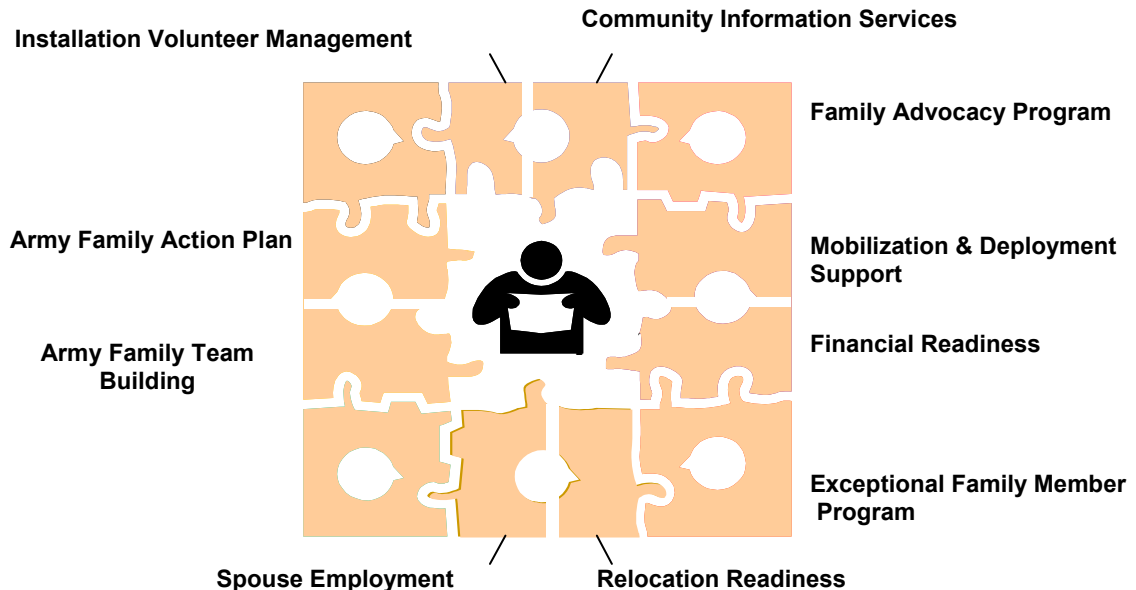 Community Information Services
Installation Volunteer Management
Family Advocacy Program
Army Family Action Plan
Mobilization & Deployment
Support
Army Family Team
Building
Financial Readiness
Exceptional Family Member
Program
Spouse Employment
Relocation Readiness